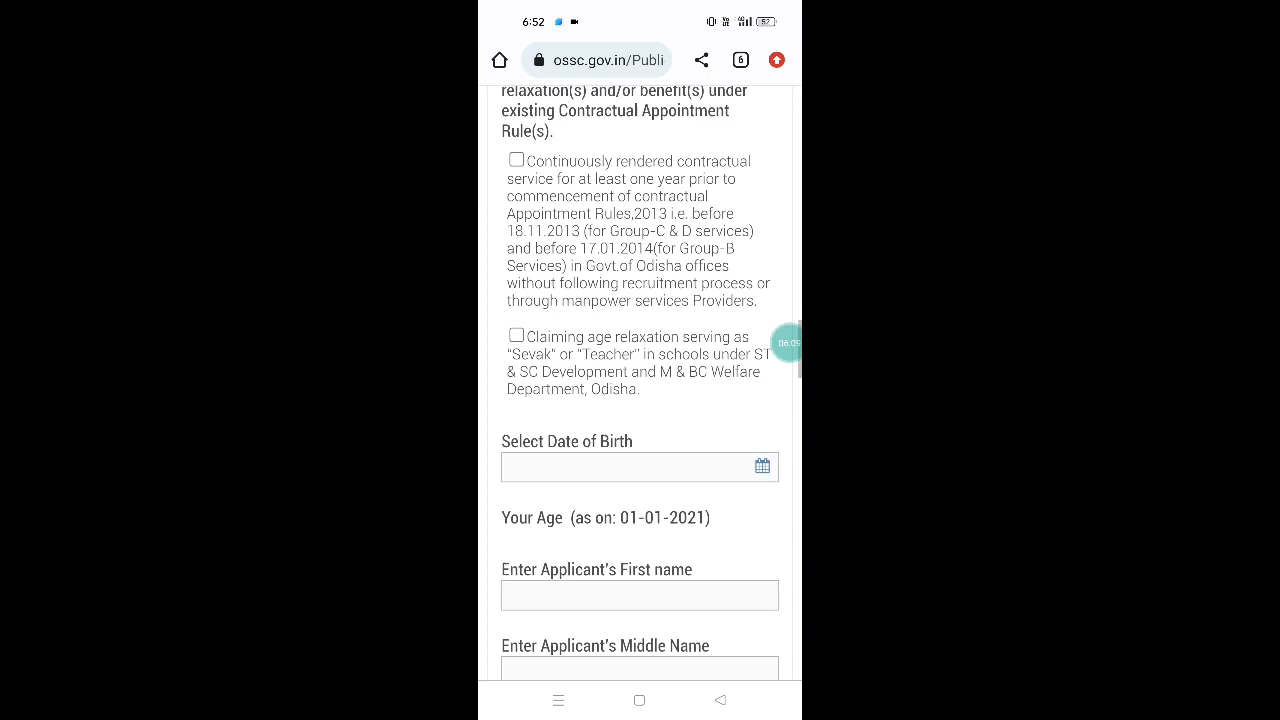 6:52
52
ossc.gov.in/Publi
6
relaxation(s) and/or benefit(s) under
existing Contractual Appointment
Rule(s).
Continuously rendered contractual
service for at least one year prior to
commencement of contractual
Appointment Rules,2013 i.e. before
18.11.2013 (for Group-C & D services)
and before 17.01.2014(for Group-B
Services) in Govt.of Odisha offices
without following recruitment process or
through manpower services Providers.
Claiming age relaxation serving as
"Sevak" or "Teacher" in schools under ST
& SC Development and M & BC Welfare
Department, Odisha.
06:09
Select Date of Birth
Your Age (as on: 01-01-2021)
Enter Applicant's First name
Enter Applicant's Middle Name